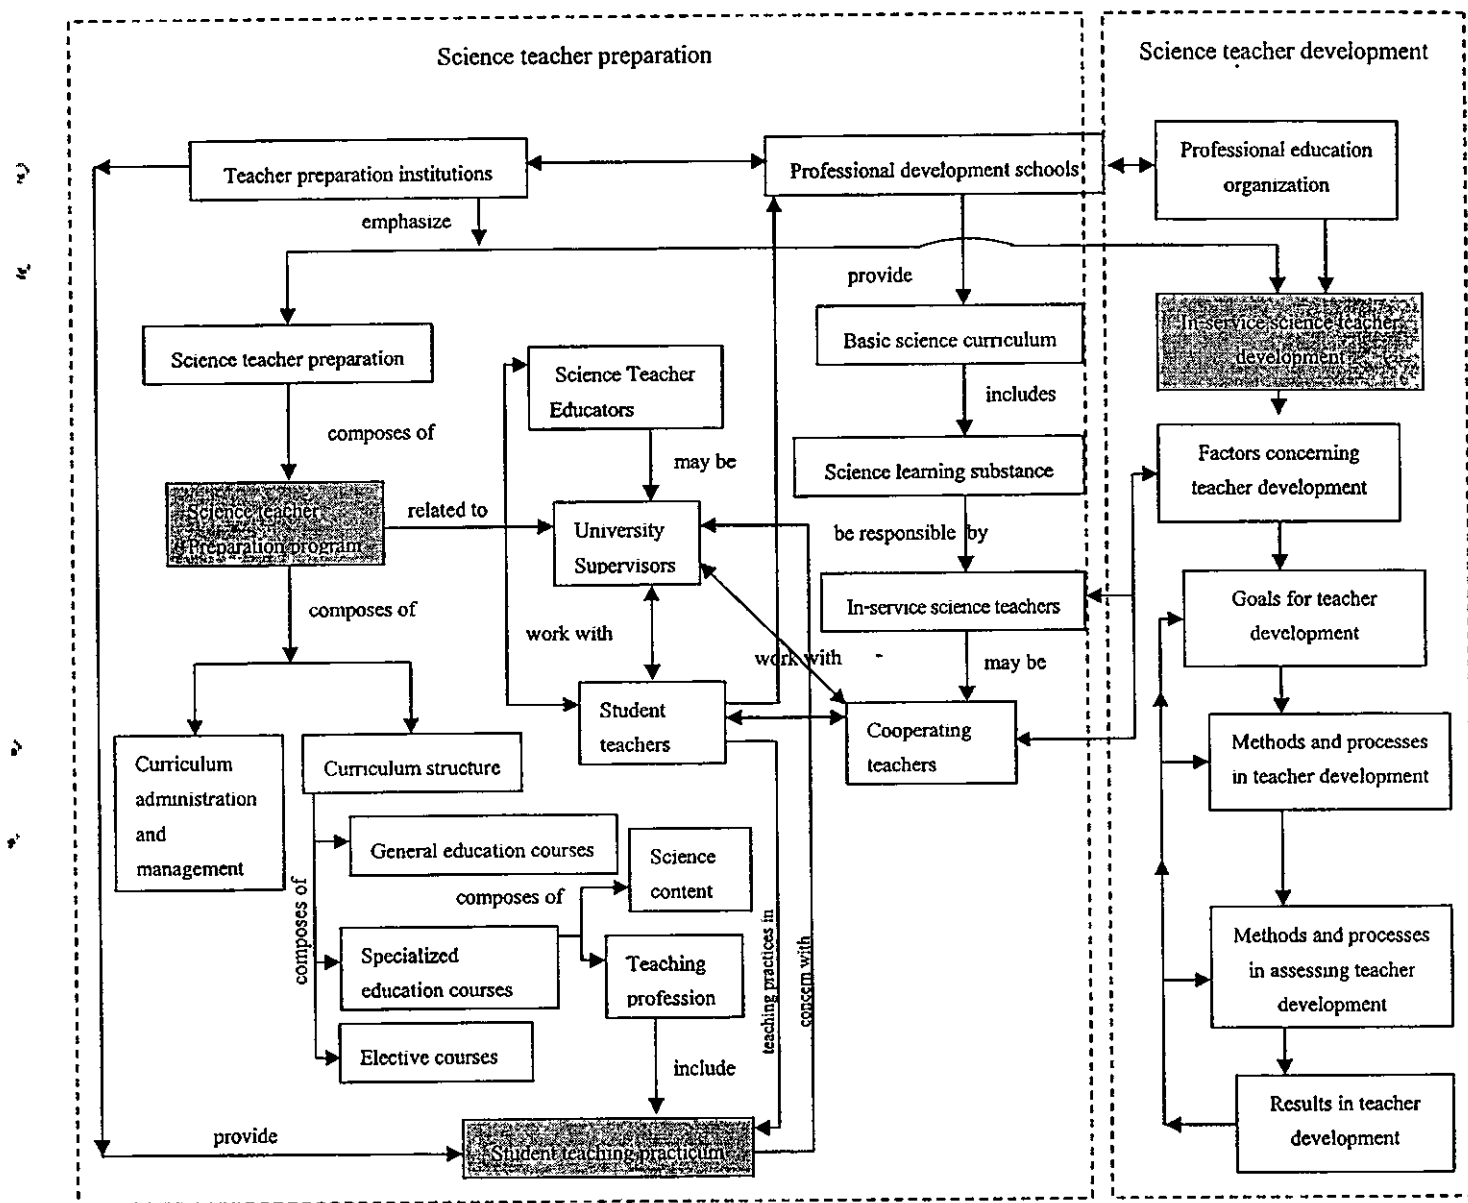 Science teacher preparation
Science teacher development
Teacher preparation institutions
Professional development schools
Professional education
organization
emphasize
provide
Science teacher preparation
Science Teacher
Educators
Basic science curriculum
In-service science teacher
development
includes
composes of
may be
Science learning substance
Factors concerning
teacher development
Science teacher
Preparation program
related to
University
Supervisors
be responsible by
In-service science teachers
Goals for teacher
development
composes of
work with
work with
may be
Student
teachers
Cooperating
teachers
Methods and processes
in teacher development
Curriculum
administration
and
management
Curriculum structure
composes of
General education courses
Science
content
composes of
Specialized
education courses
Teaching
profession
Elective courses
include
teaching practices in
concern with
Methods and processes
in assessing teacher
development
Results in teacher
development
provide
Student teaching practicum